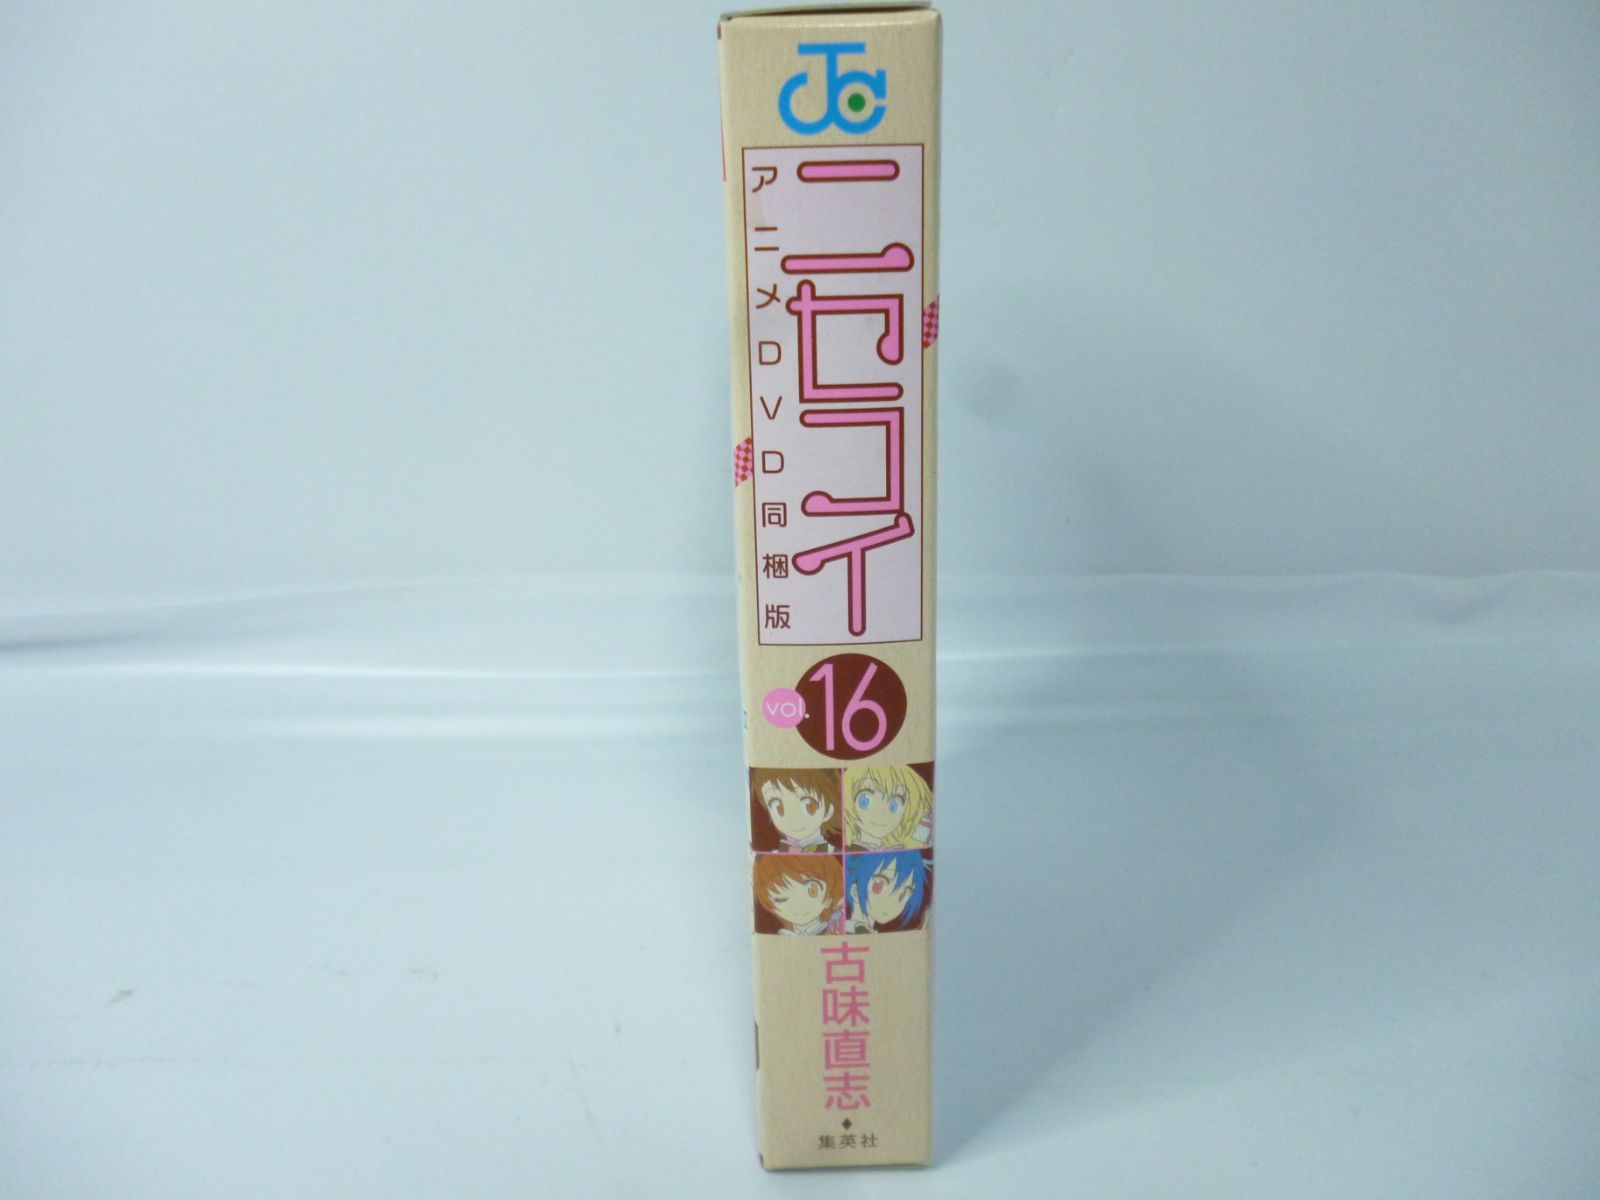 JC
ニセコイ
アニメDVD同梱版
vol.16
古味直志
◆
集英社